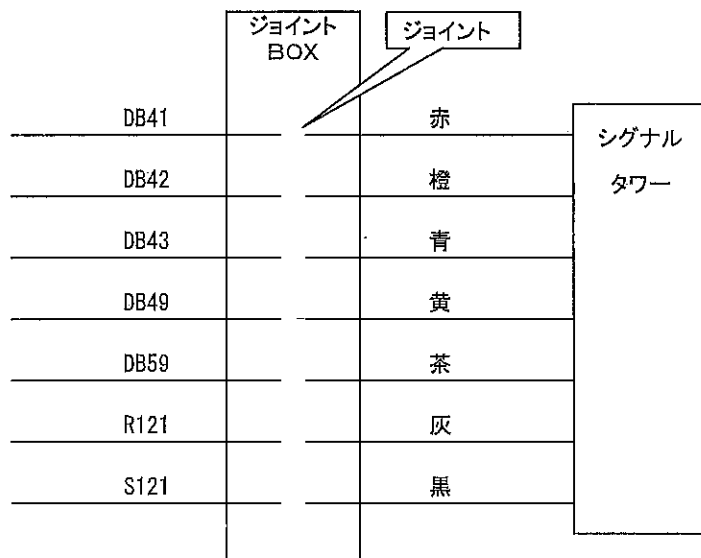 ジョイント
BOX
ジョイント
DB41 赤
シグナル
タワー
DB42 橙
DB43 青
DB49 黄
DB59 茶
R121 灰
S121 黒